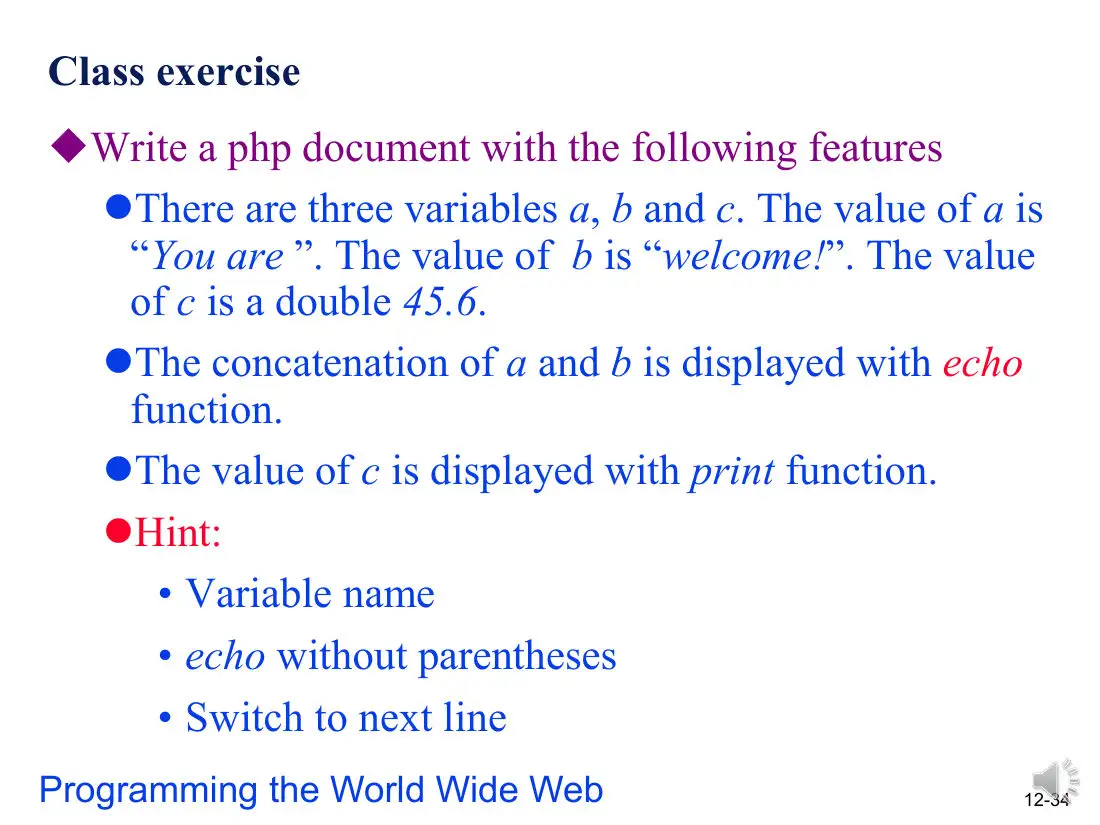 Class exercise
◆Write a php document with the following features
●There are three variables a, b and c. The value of a is
“You are ”. The value of  b is “welcome!”. The value
of c is a double 45.6.
●The concatenation of a and b is displayed with echo
function.
●The value of c is displayed with print function.
●Hint:
• Variable name
• echo without parentheses
• Switch to next line
Programming the World Wide Web
12-34